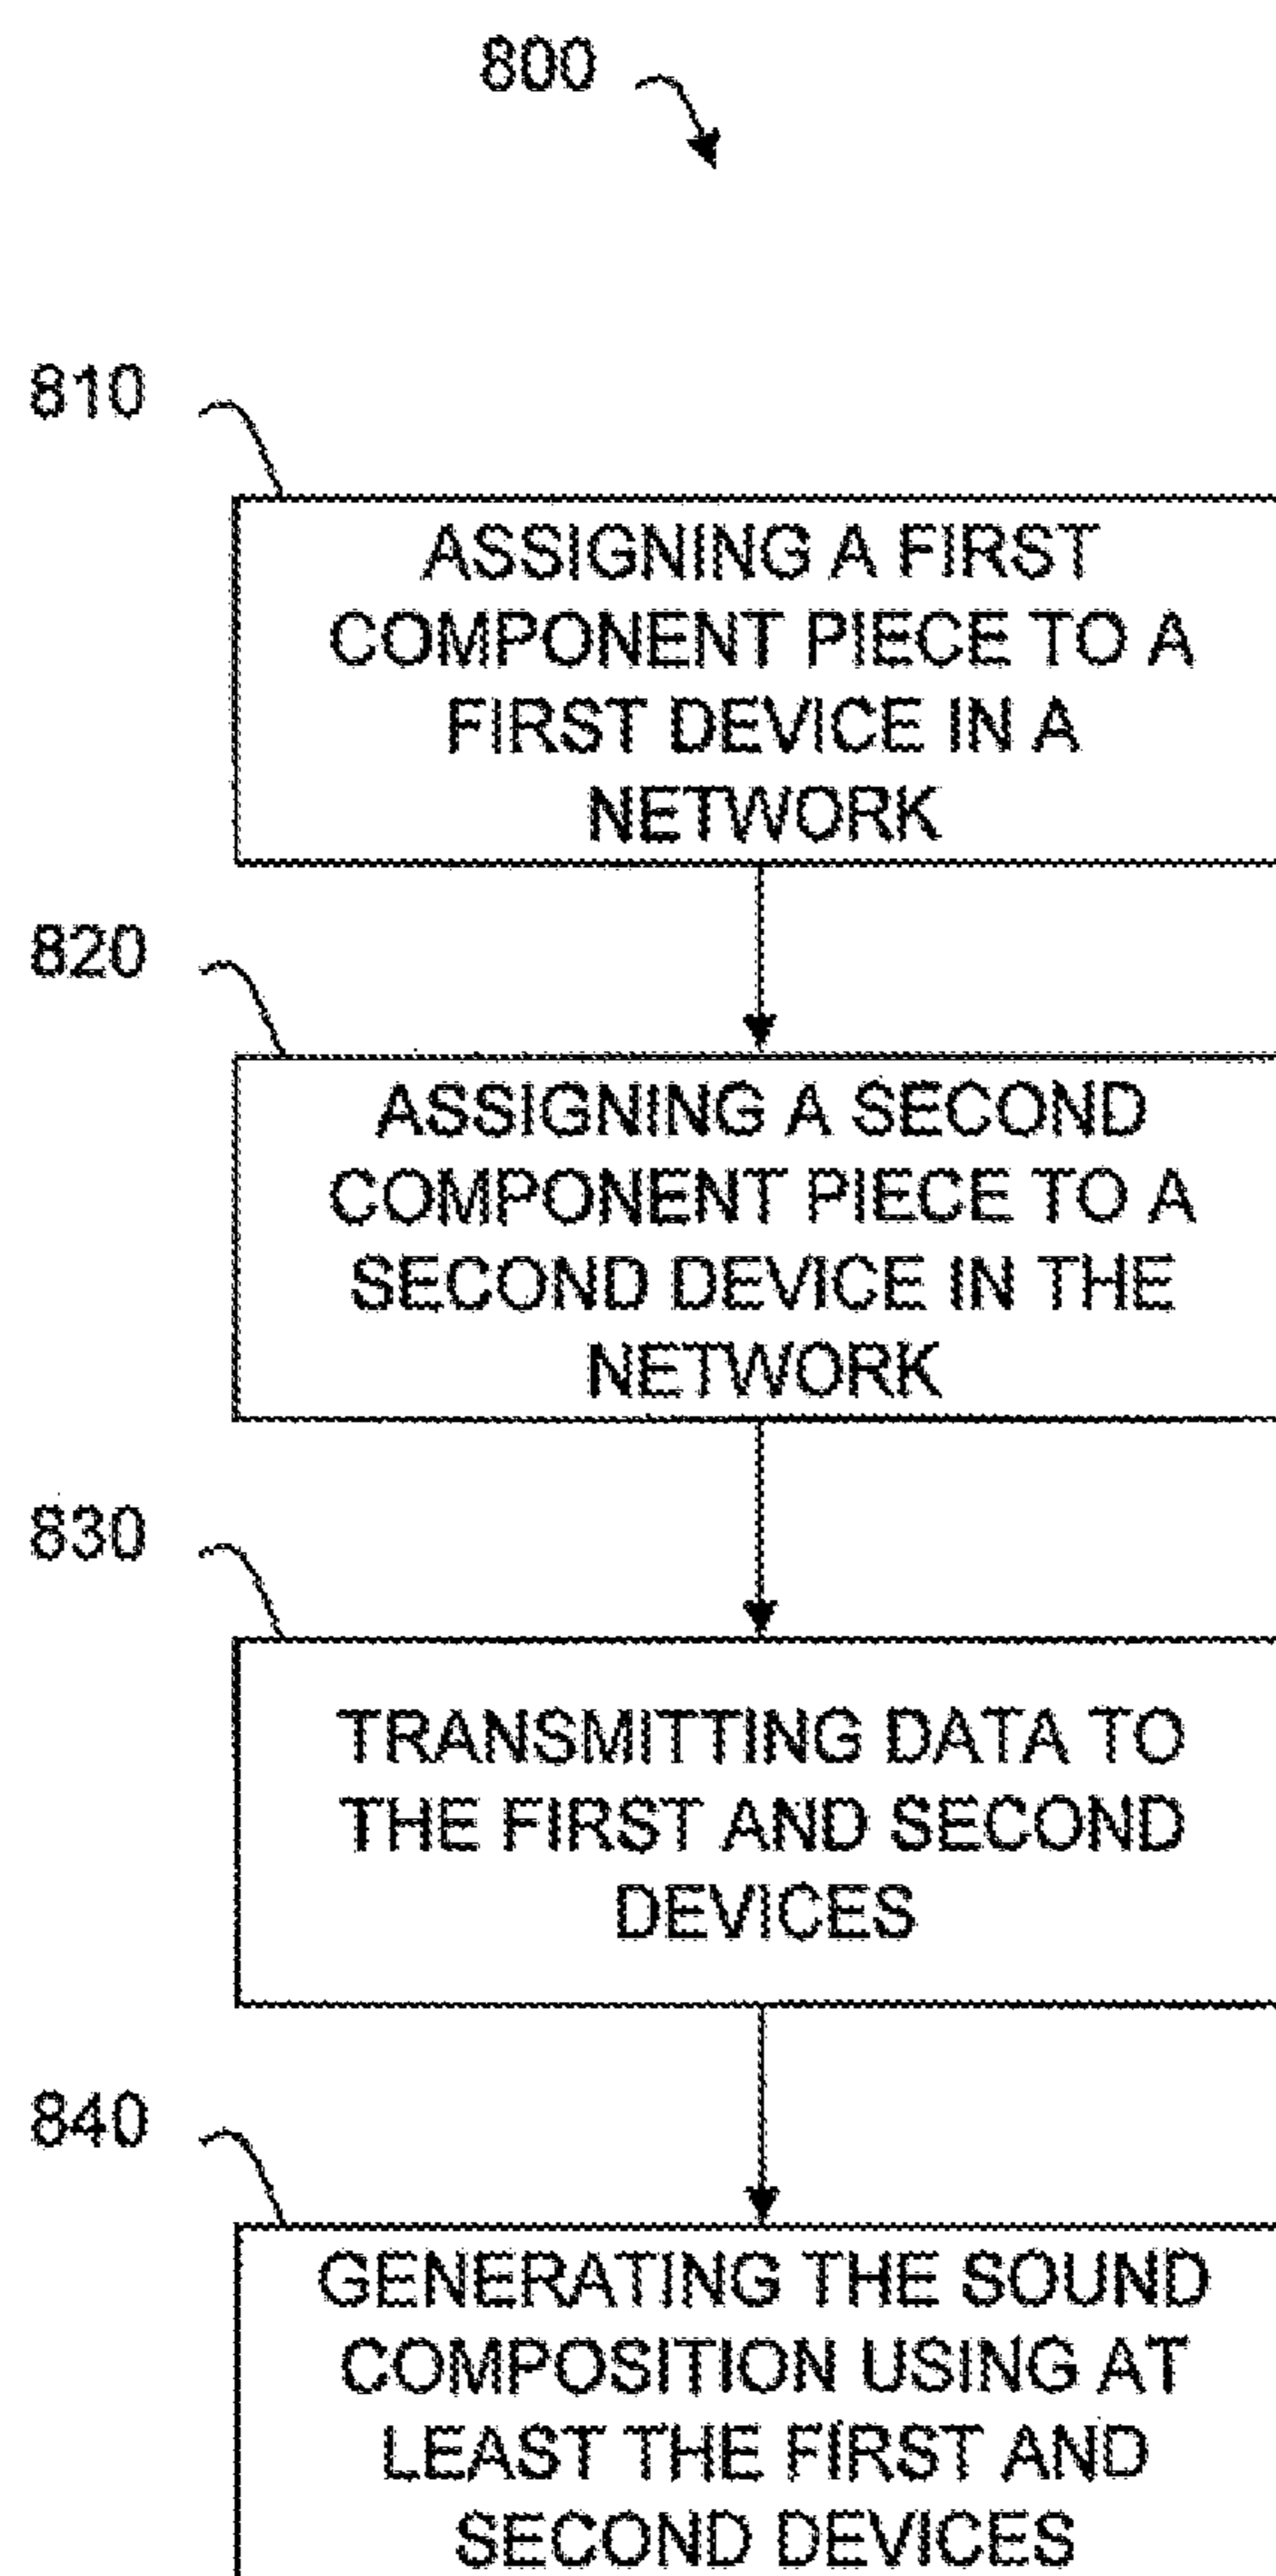 800
810
ASSIGNING A FIRST
COMPONENT PIECE TO A
FIRST DEVICE IN A
NETWORK
820
ASSIGNING A SECOND
COMPONENT PIECE TO A
SECOND DEVICE IN THE
NETWORK
830
TRANSMITTING DATA TO
THE FIRST AND SECOND
DEVICES
840
GENERATING THE SOUND
COMPOSITION USING AT
LEAST THE FIRST AND
SECOND DEVICES